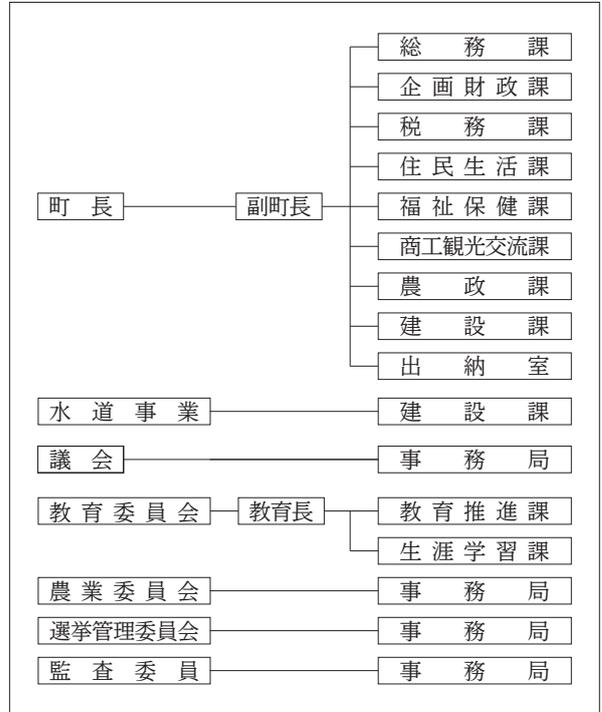 総務課
企画財政課
税務課
住民生活課
町長 副町長 福祉保健課
商工観光交流課
農政課
建設課
出納室
水道事業 建設課
議会 事務局
教育委員会 教育長 教育推進課
生涯学習課
農業委員会 事務局
選挙管理委員会 事務局
監査委員 事務局